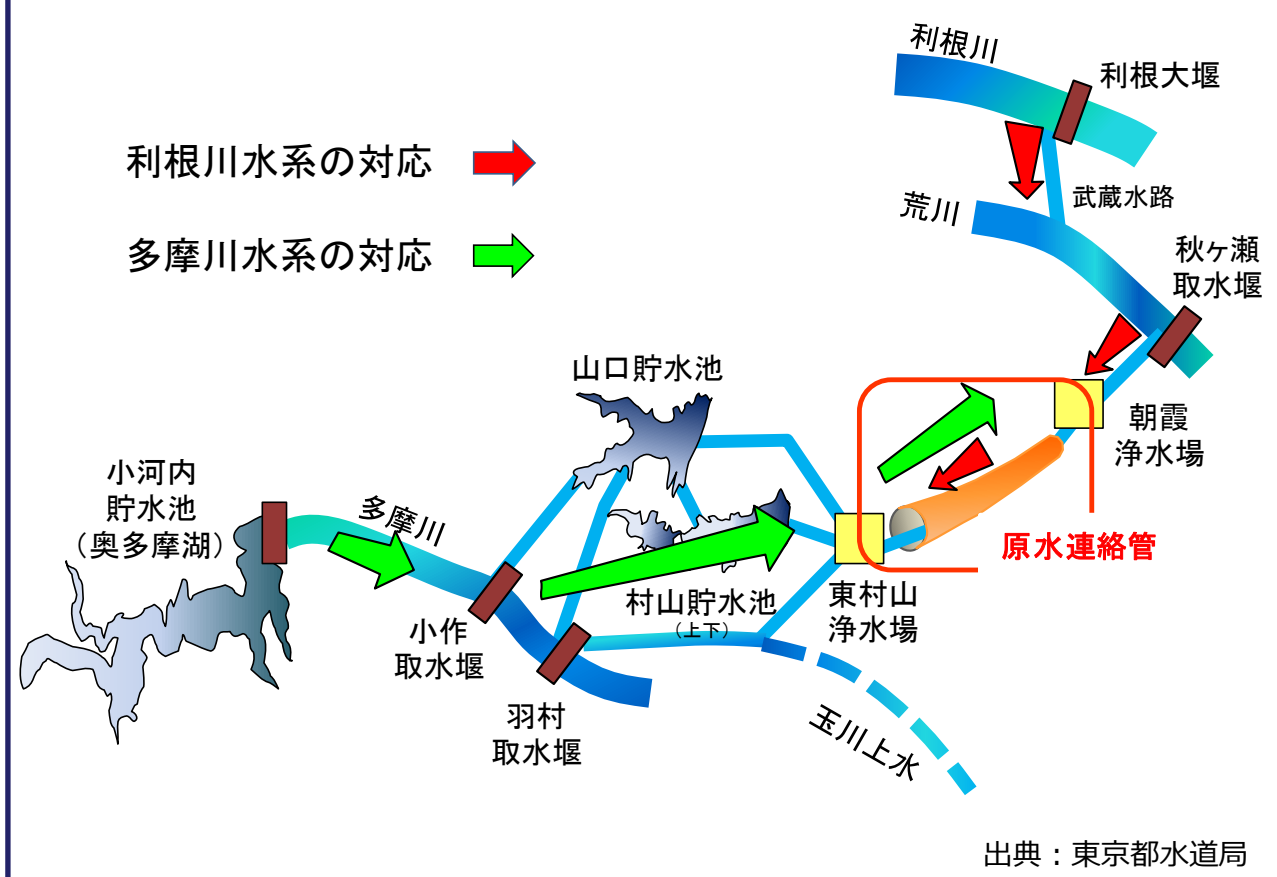 利根川
利根大堰
利根川水系の対応
武蔵水路
荒川
多摩川水系の対応
秋ヶ瀬
取水堰
山口貯水池
朝霞
浄水場
小河内
貯水池
（奥多摩湖）
多摩川
原水連絡管
村山貯水池
（上下）
東村山
浄水場
小作
取水堰
羽村
取水堰
玉川上水
出典：東京都水道局